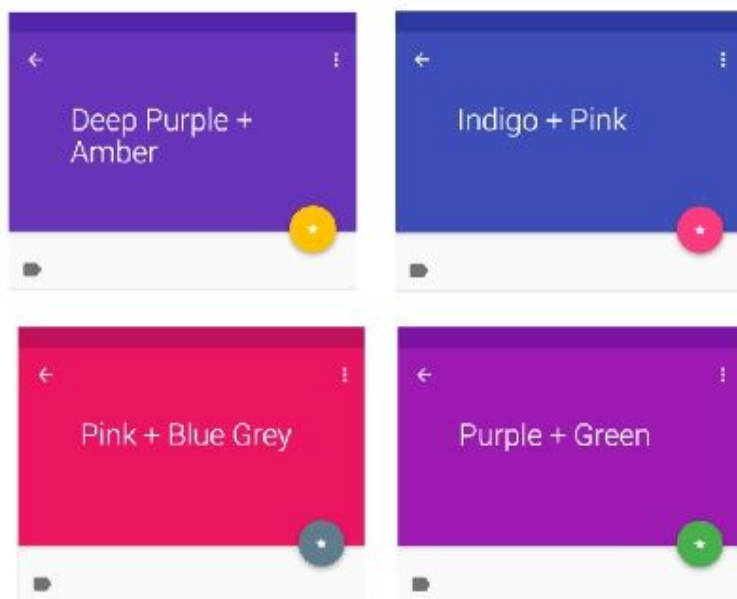 Deep Purple +
Amber
Indigo + Pink
Pink + Blue Grey
Purple + Green